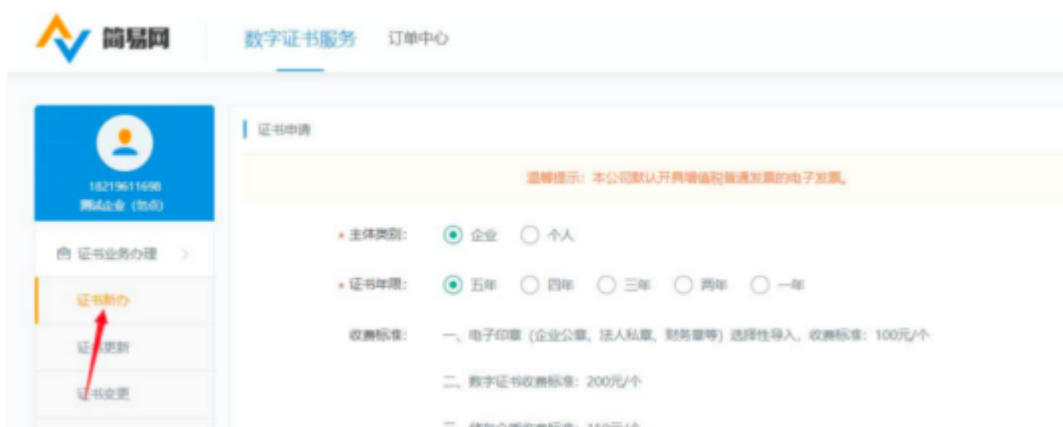 简易网
数字证书服务 订单中心
18219611698
测试企业（勿点）
证书业务办理 >
证书新办
证书更新
证书变更
证书申请
温馨提示：本公司默认开具增值税普通发票的电子发票。
* 主体类别： 企业 个人
* 证书年限： 五年 四年 三年 两年 一年
收费标准： 一、电子印章（企业公章、法人私章、财务章等）选择性导入，收费标准：100元/个
二、数字证书收费标准：200元/个